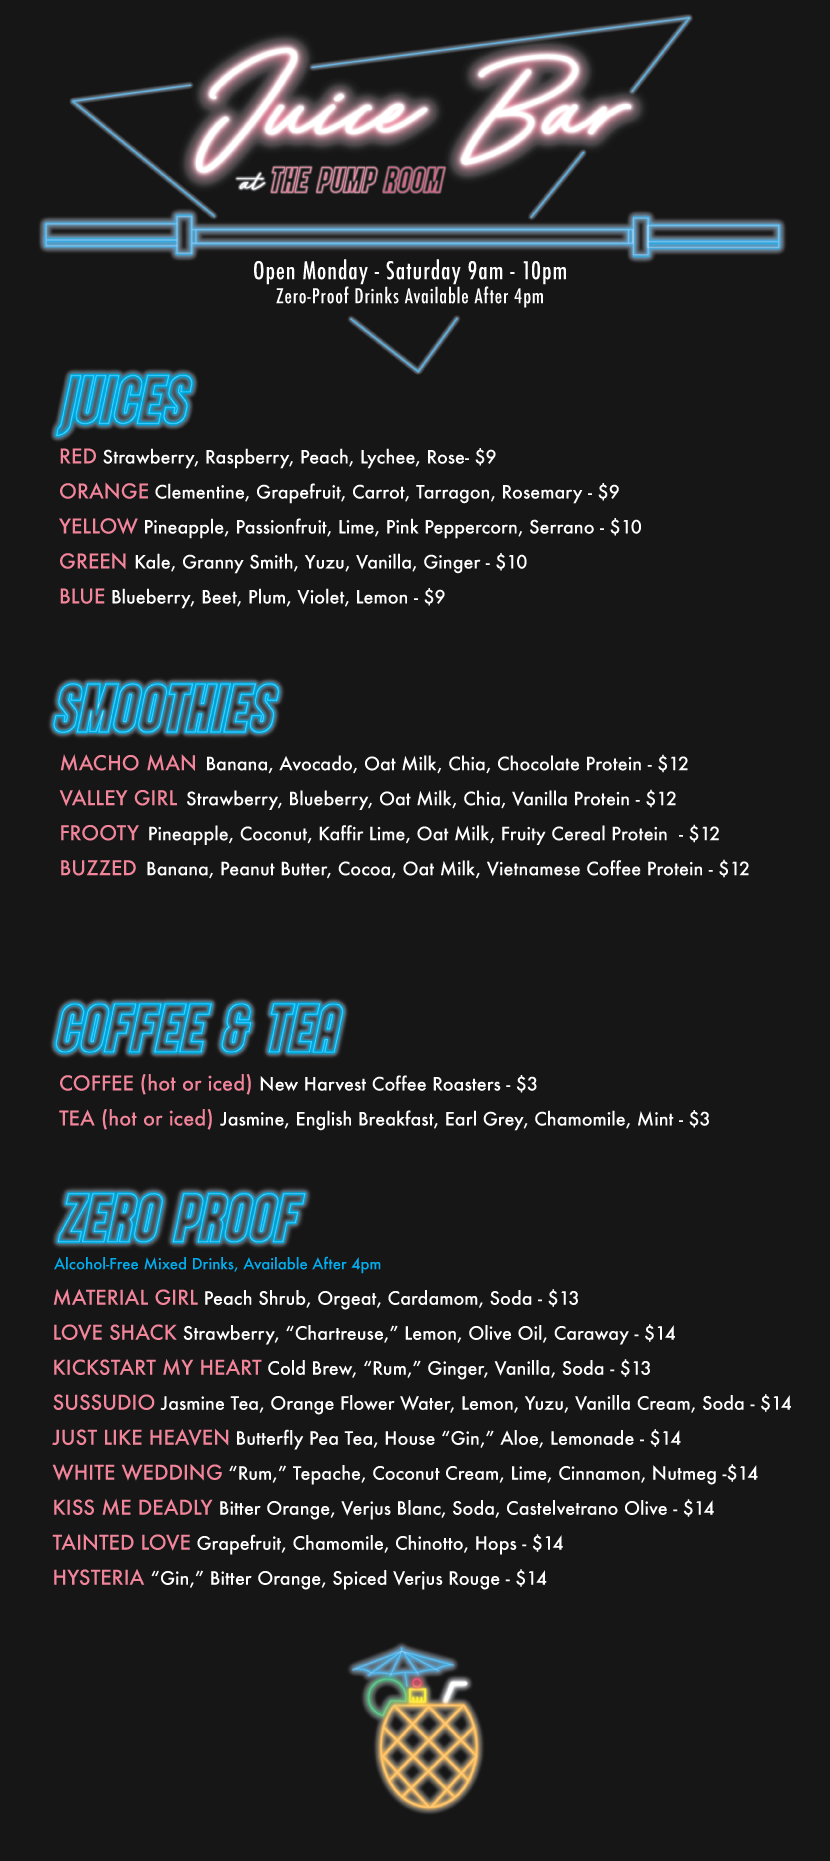 Juice Bar
at THE PUMP ROOM
Open Monday - Saturday 9am - 10pm
Zero-Proof Drinks Available After 4pm
JUICES
RED Strawberry, Raspberry, Peach, Lychee, Rose- $9
ORANGE Clementine, Grapefruit, Carrot, Tarragon, Rosemary - $9
YELLOW Pineapple, Passionfruit, Lime, Pink Peppercorn, Serrano - $10
GREEN Kale, Granny Smith, Yuzu, Vanilla, Ginger - $10
BLUE Blueberry, Beet, Plum, Violet, Lemon - $9
SMOOTHIES
MACHO MAN Banana, Avocado, Oat Milk, Chia, Chocolate Protein - $12
VALLEY GIRL Strawberry, Blueberry, Oat Milk, Chia, Vanilla Protein - $12
FROOTY Pineapple, Coconut, Kaffir Lime, Oat Milk, Fruity Cereal Protein - $12
BUZZED Banana, Peanut Butter, Cocoa, Oat Milk, Vietnamese Coffee Protein - $12
COFFEE & TEA
COFFEE (hot or iced) New Harvest Coffee Roasters - $3
TEA (hot or iced) Jasmine, English Breakfast, Earl Grey, Chamomile, Mint - $3
ZERO PROOF
Alcohol-Free Mixed Drinks, Available After 4pm
MATERIAL GIRL Peach Shrub, Orgeat, Cardamom, Soda - $13
LOVE SHACK Strawberry, “Chartreuse,” Lemon, Olive Oil, Caraway - $14
KICKSTART MY HEART Cold Brew, “Rum,” Ginger, Vanilla, Soda - $13
SUSSUDIO Jasmine Tea, Orange Flower Water, Lemon, Yuzu, Vanilla Cream, Soda - $14
JUST LIKE HEAVEN Butterfly Pea Tea, House “Gin,” Aloe, Lemonade - $14
WHITE WEDDING “Rum,” Tepache, Coconut Cream, Lime, Cinnamon, Nutmeg -$14
KISS ME DEADLY Bitter Orange, Verjus Blanc, Soda, Castelvetrano Olive - $14
TAINTED LOVE Grapefruit, Chamomile, Chinotto, Hops - $14
HYSTERIA “Gin,” Bitter Orange, Spiced Verjus Rouge - $14